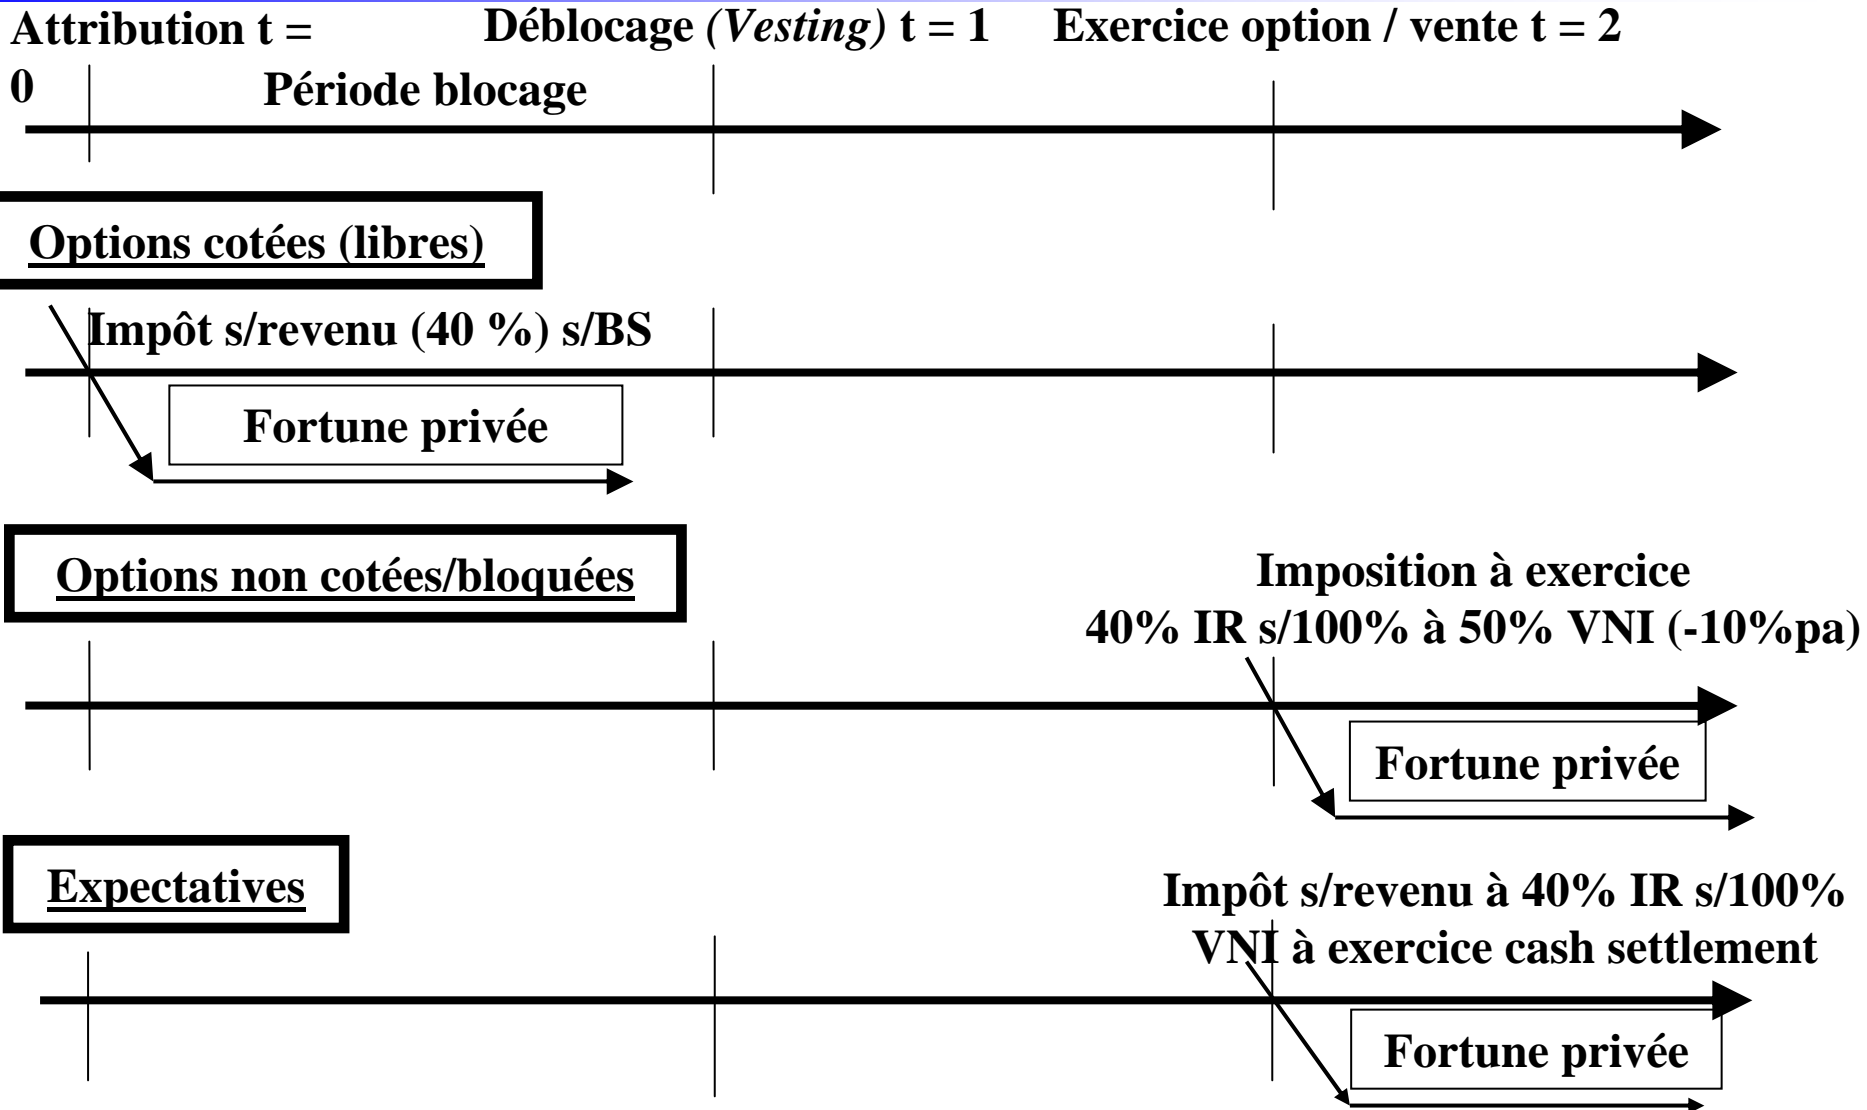 Attribution t =
0
Déblocage (Vesting) t = 1
Exercice option / vente t = 2
Période blocage
Options cotées (libres)
Impôt s/revenu (40 %) s/BS
Fortune privée
Options non cotées/bloquées
Imposition à exercice
40% IR s/100% à 50% VNI (-10%pa)
Fortune privée
Expectatives
Impôt s/revenu à 40% IR s/100%
VNI à exercice cash settlement
Fortune privée